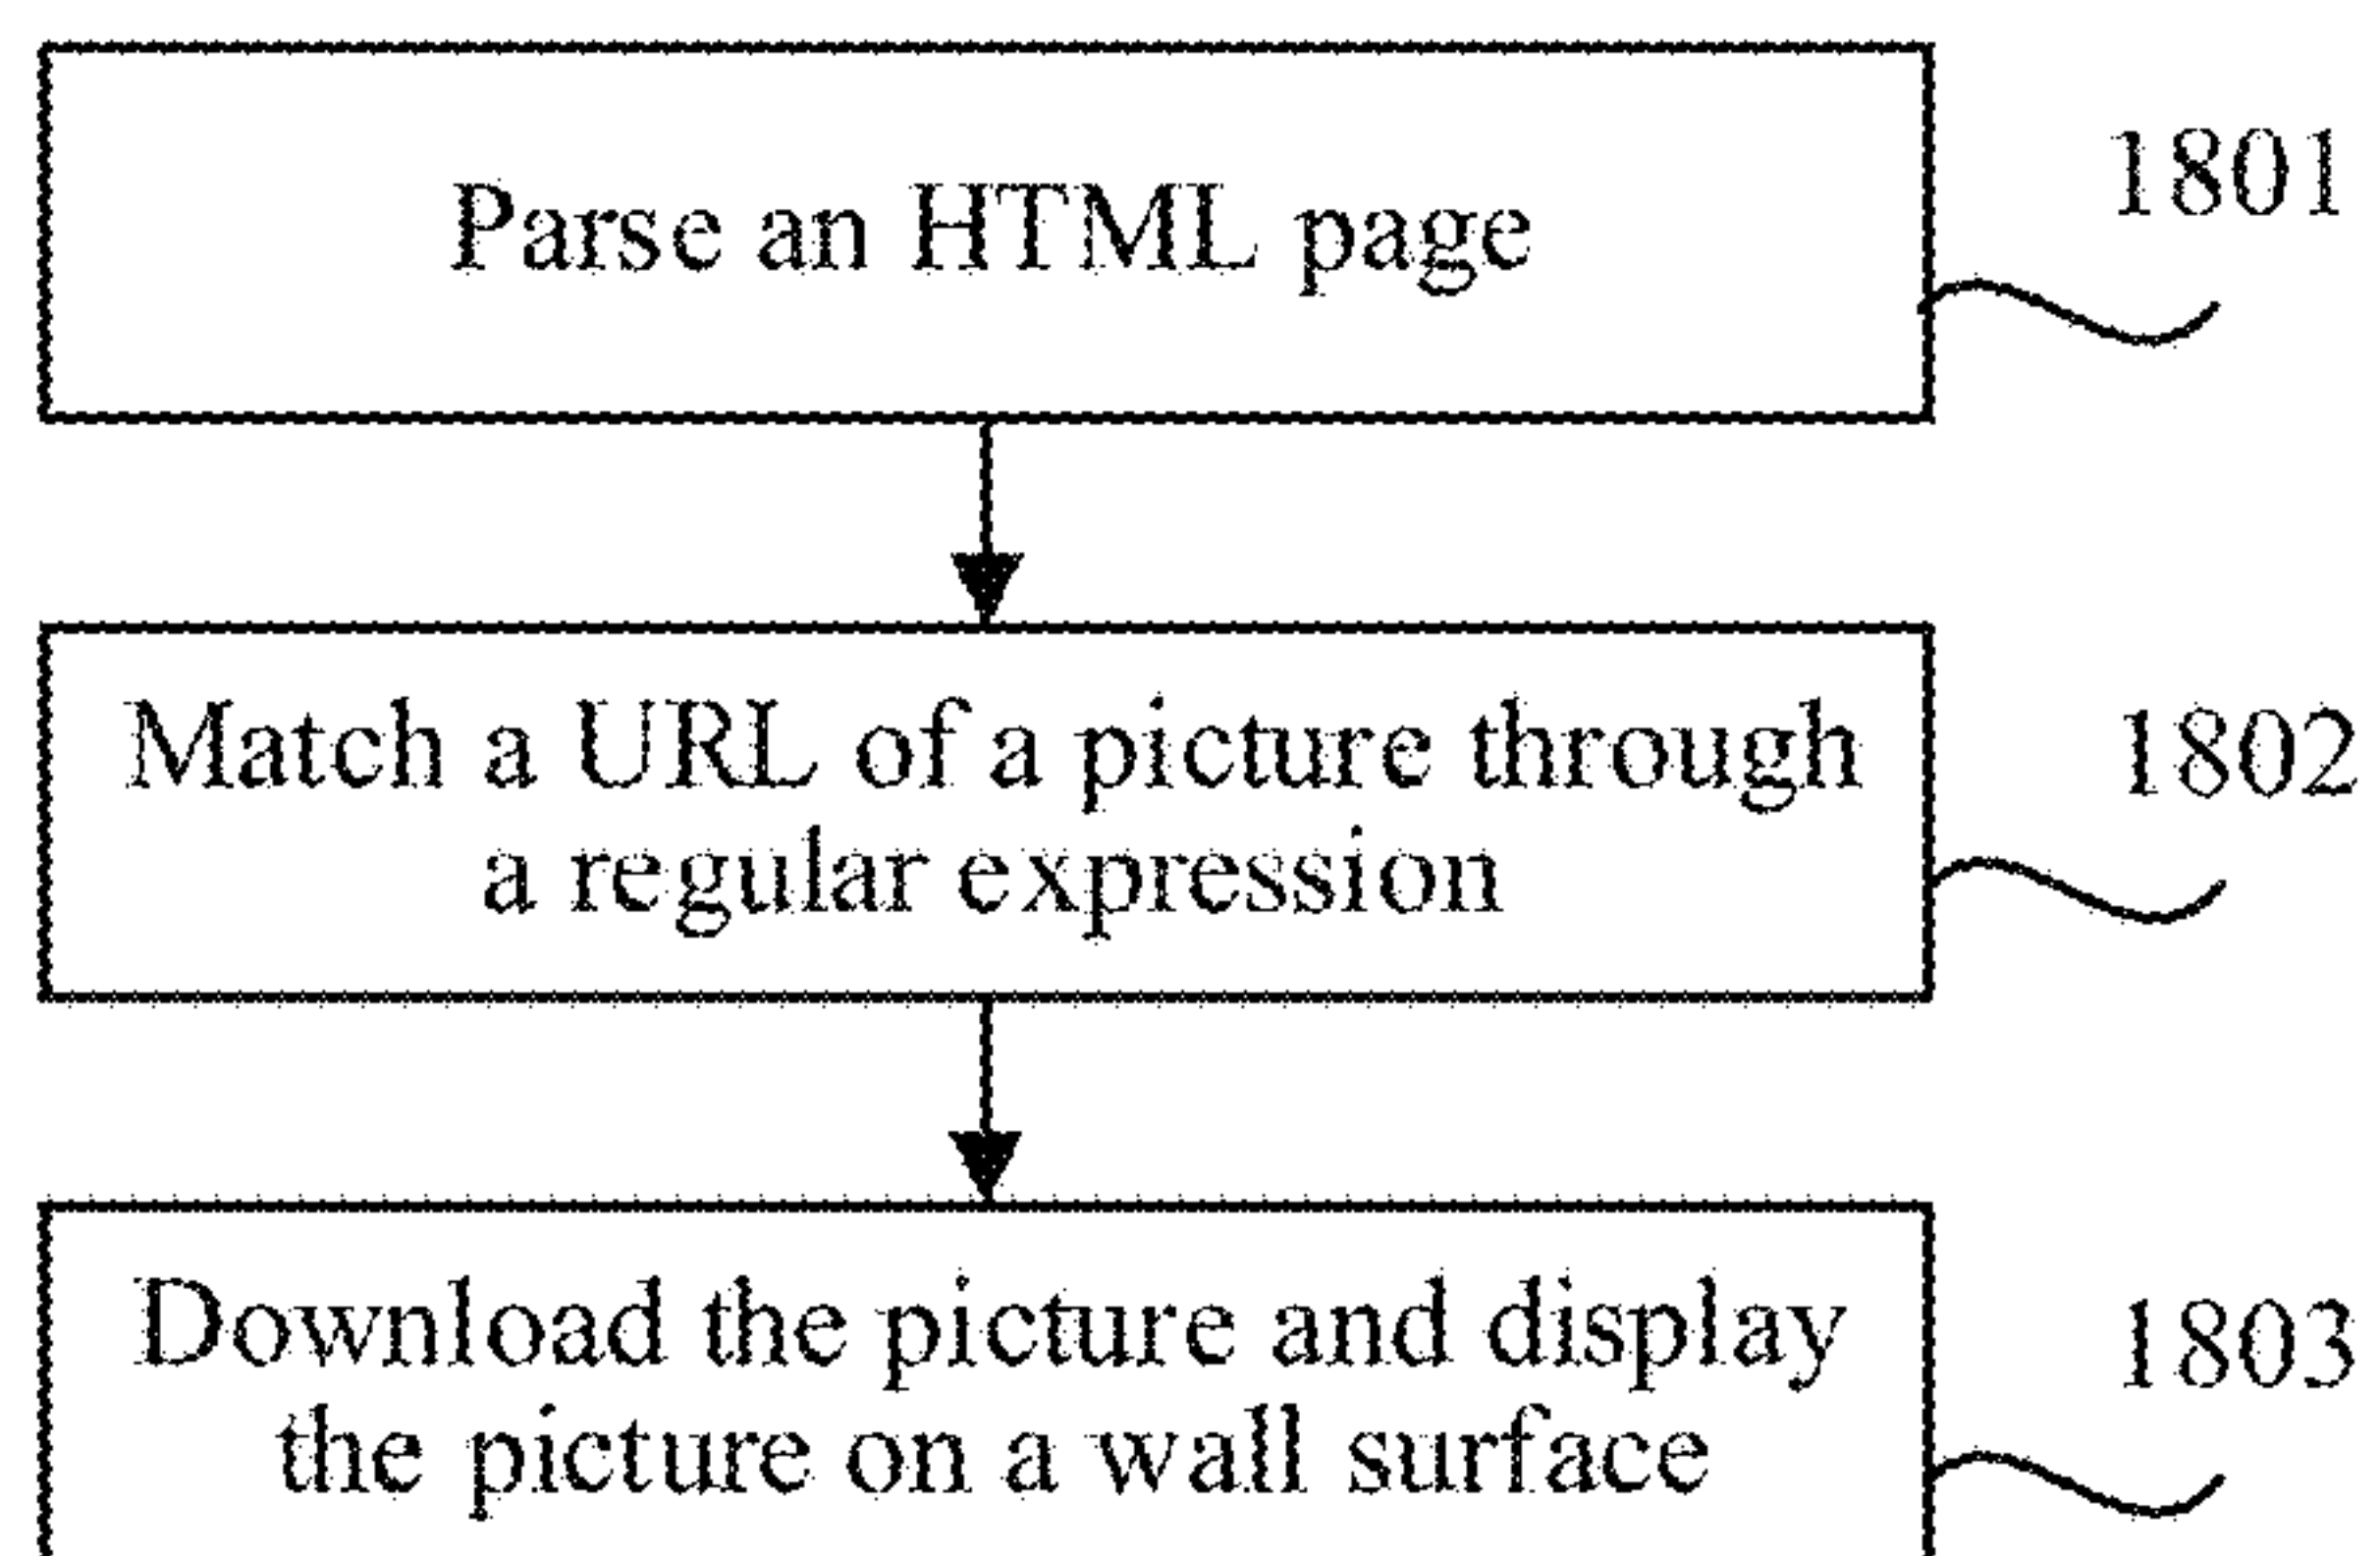 Parse an HTML page
1801
Match a URL of a picture through
a regular expression
1802
Download the picture and display
the picture on a wall surface
1803